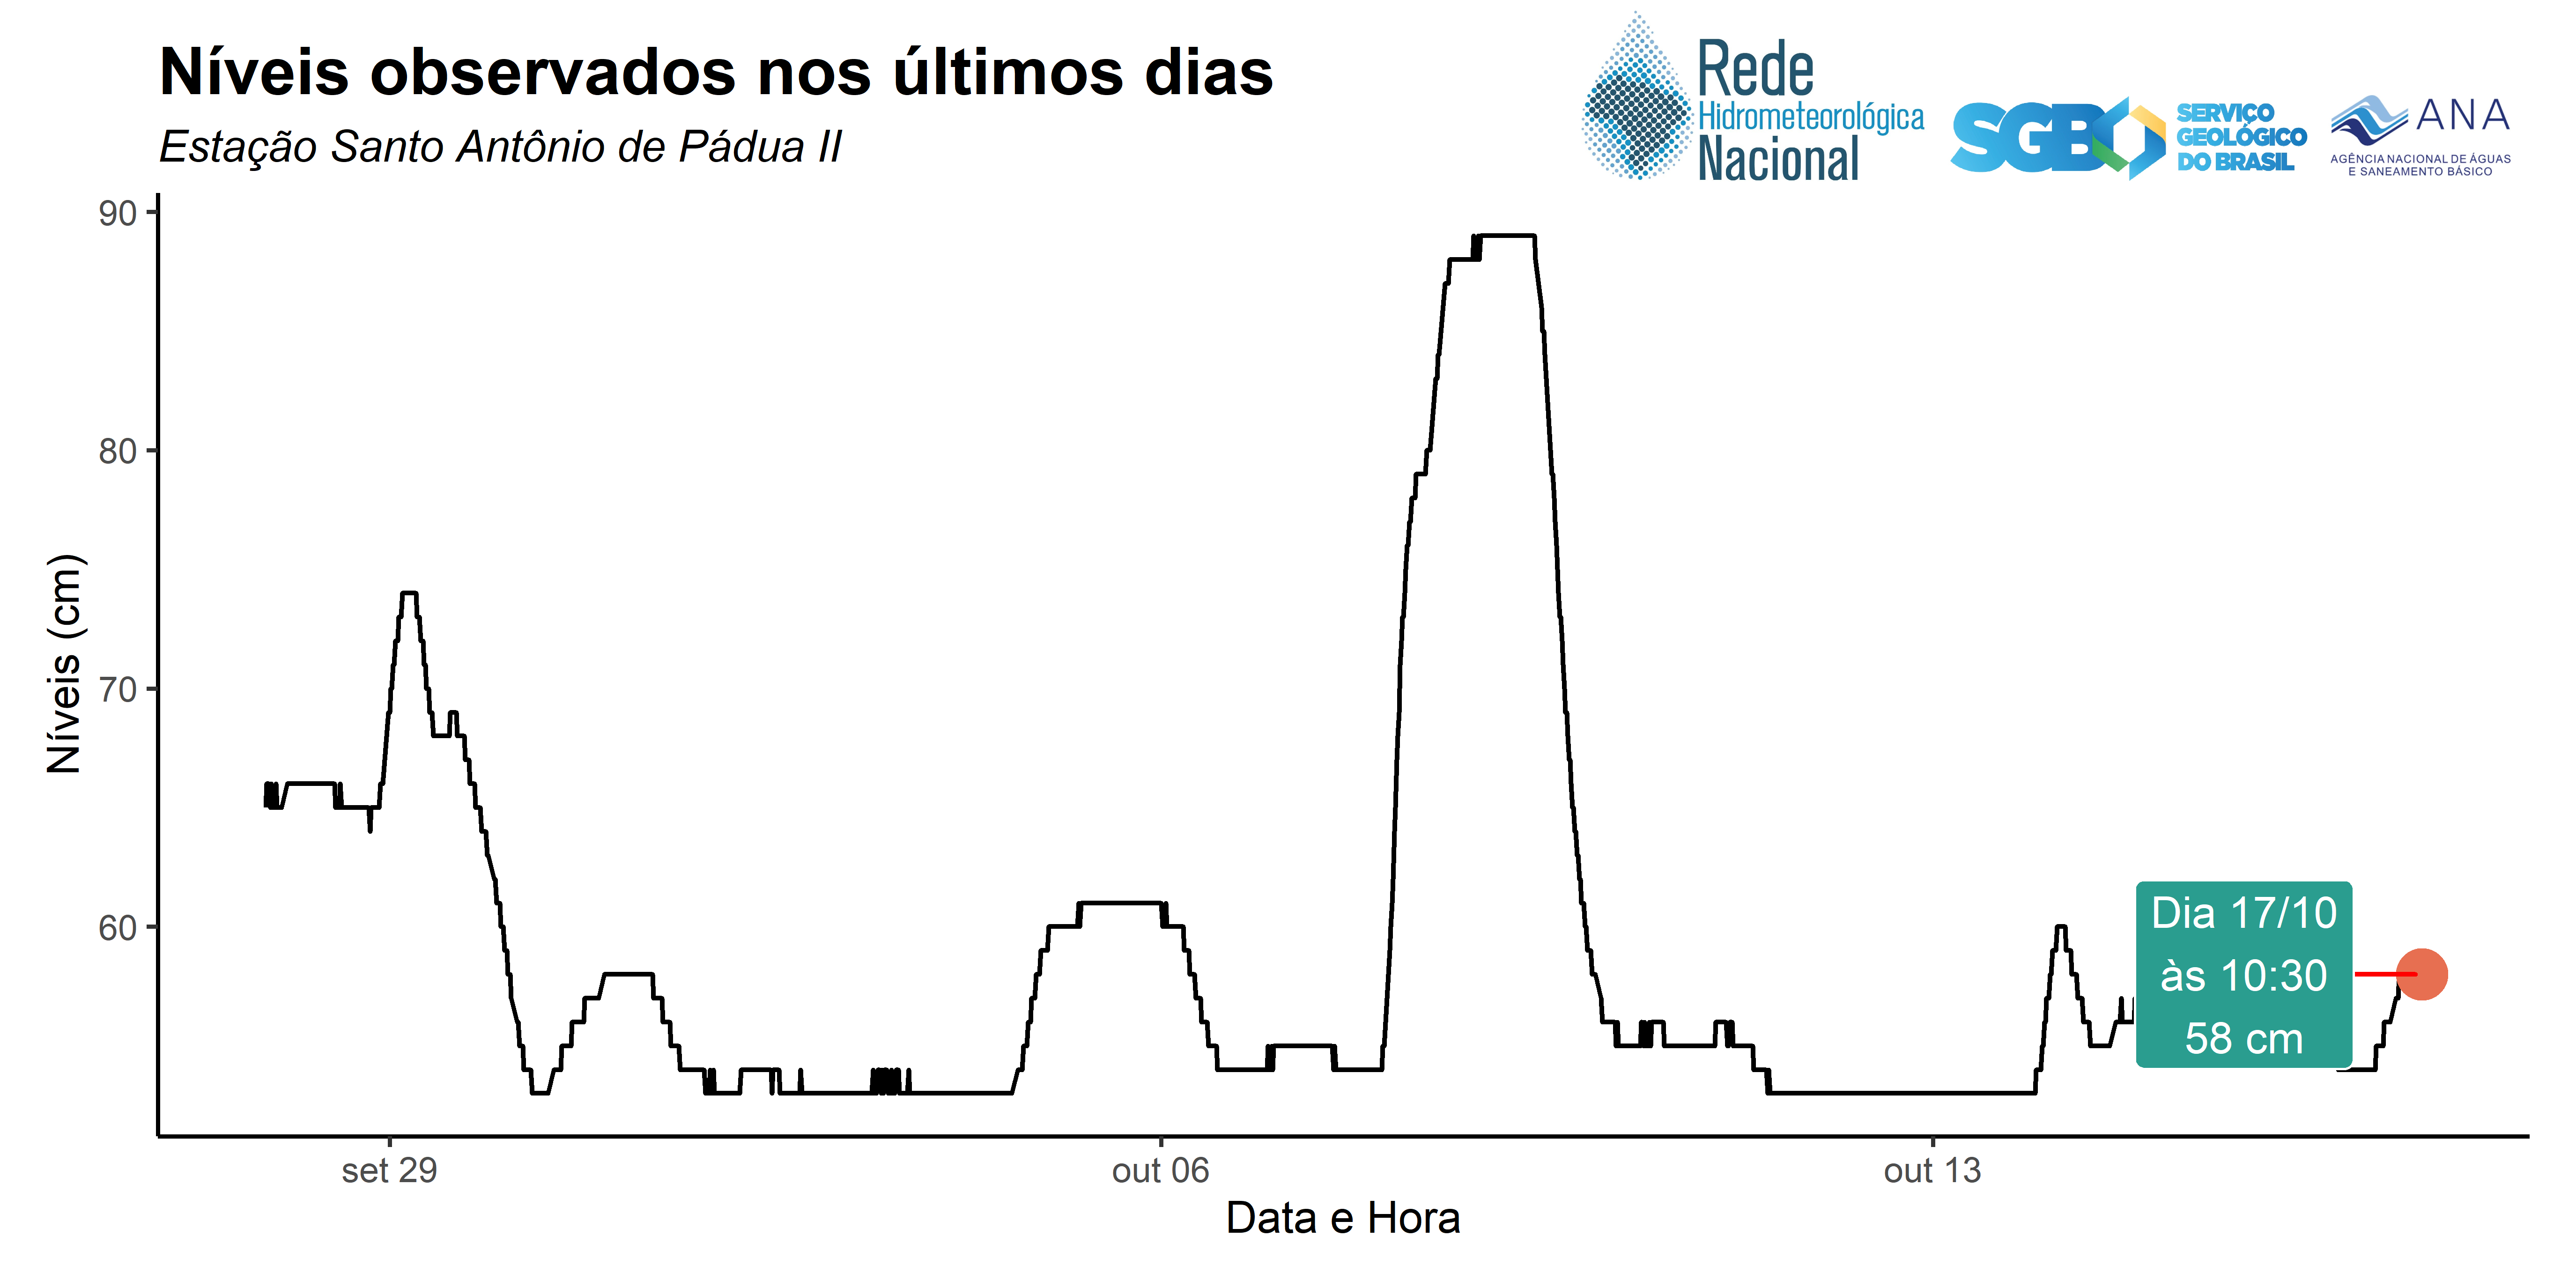 Níveis observados nos últimos dias
Estação Santo Antônio de Pádua II
Rede
Hidrometeorológica
Nacional
SGB
SERVIÇO
GEOLÓGICO
DO BRASIL
ANA
AGÊNCIA NACIONAL DE ÁGUAS
E SANEAMENTO BÁSICO
Níveis (cm)
90
80
70
60
Dia 17/10
às 10:30
58 cm
set 29
out 06
out 13
Data e Hora